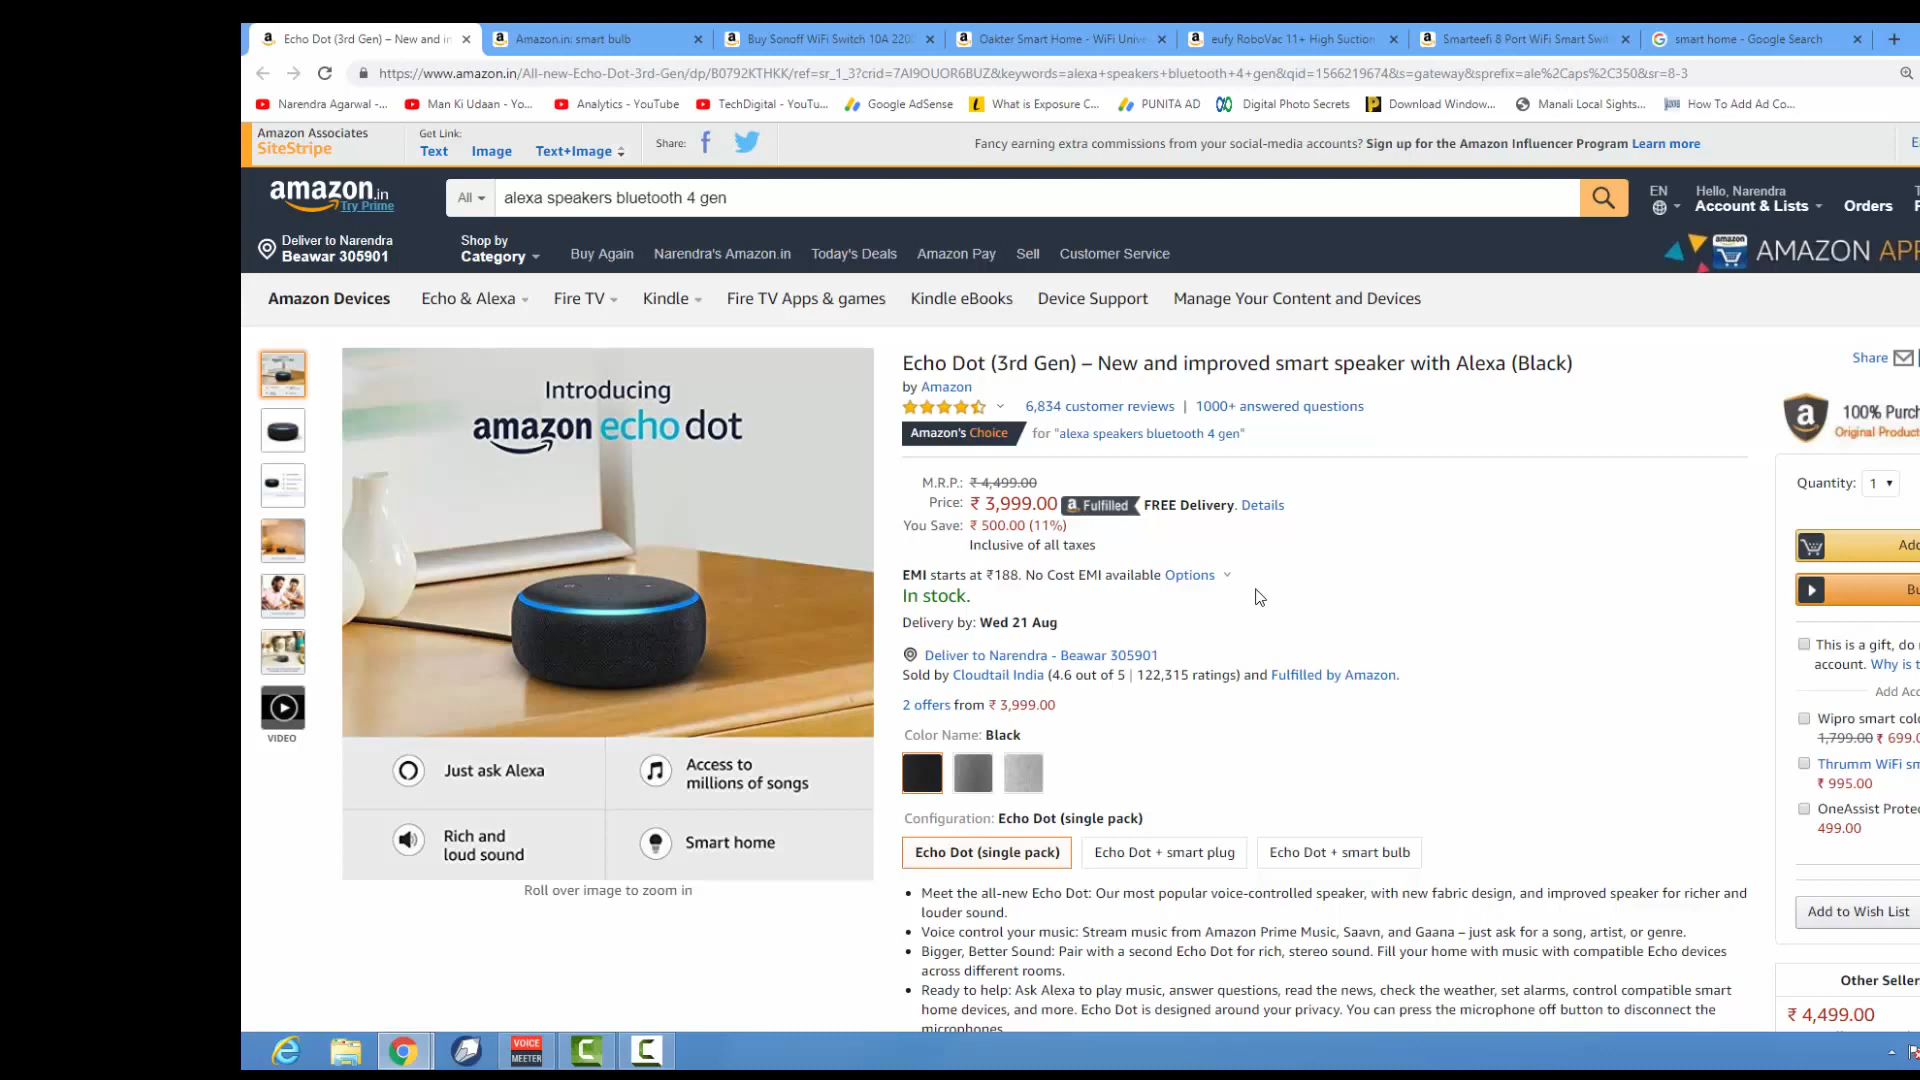 Echo Dot (3rd Gen) – New and in
Amazon.in: smart bulb
Buy Sonoff WiFi Switch 10A 220
Oakter Smart Home - WiFi Unive
eufy RoboVac 11+ High Suction
Smarteefi 8 Port WiFi Smart Swit
smart home - Google Search
https://www.amazon.in/All-new-Echo-Dot-3rd-Gen/dp/B0792KTHKK/ref=sr_1_3?crid=7AI9OUOR6BUZ&keywords=alexa+speakers+bluetooth+4+gen&qid=1566219674&s=gateway&sprefix=ale%2Caps%2C350&sr=8-3
Narendra Agarwal -...
Man Ki Udaan - Yo...
Analytics - YouTube
TechDigital - YouTu...
Google AdSense
What is Exposure C...
PUNITA AD
Digital Photo Secrets
Download Window...
Manali Local Sights...
How To Add Ad Co...
Amazon Associates
SiteStripe
Get Link:
Text Image Text+Image
Share:
Fancy earning extra commissions from your social-media accounts? Sign up for the Amazon Influencer Program Learn more
amazon.in
Try Prime
All
alexa speakers bluetooth 4 gen
EN
Hello, Narendra
Account & Lists
Orders
Deliver to Narendra
Beawar 305901
Shop by
Category
Buy Again
Narendra's Amazon.in
Today's Deals
Amazon Pay
Sell
Customer Service
amazon
AMAZON APP
Amazon Devices
Echo & Alexa
Fire TV
Kindle
Fire TV Apps & games
Kindle eBooks
Device Support
Manage Your Content and Devices
VIDEO
Introducing
amazon echo dot
Just ask Alexa
Access to
millions of songs
Rich and
loud sound
Smart home
Roll over image to zoom in
Echo Dot (3rd Gen) – New and improved smart speaker with Alexa (Black)
by Amazon
6,834 customer reviews | 1000+ answered questions
Amazon's Choice for "alexa speakers bluetooth 4 gen"
M.R.P.: ₹ 4,499.00
Price: ₹ 3,999.00 a Fulfilled FREE Delivery. Details
You Save: ₹ 500.00 (11%)
Inclusive of all taxes
EMI starts at ₹188. No Cost EMI available Options
In stock.
Delivery by: Wed 21 Aug
Deliver to Narendra - Beawar 305901
Sold by Cloudtail India (4.6 out of 5 | 122,315 ratings) and Fulfilled by Amazon.
2 offers from ₹ 3,999.00
Color Name: Black
Configuration: Echo Dot (single pack)
Echo Dot (single pack)
Echo Dot + smart plug
Echo Dot + smart bulb
• Meet the all-new Echo Dot: Our most popular voice-controlled speaker, with new fabric design, and improved speaker for richer and
louder sound.
• Voice control your music: Stream music from Amazon Prime Music, Saavn, and Gaana – just ask for a song, artist, or genre.
• Bigger, Better Sound: Pair with a second Echo Dot for rich, stereo sound. Fill your home with music with compatible Echo devices
across different rooms.
• Ready to help: Ask Alexa to play music, answer questions, read the news, check the weather, set alarms, control compatible smart
home devices, and more. Echo Dot is designed around your privacy. You can press the microphone off button to disconnect the
microphones.
Share
100% Purch
Original Product
Quantity: 1
Add
Bu
This is a gift, do
account. Why is t
Add Acc
Wipro smart colo
1,799.00 ₹ 699.0
Thrumm WiFi sm
₹ 995.00
OneAssist Protec
499.00
Add to Wish List
Other Seller
₹ 4,499.00
VOICE
MEETER